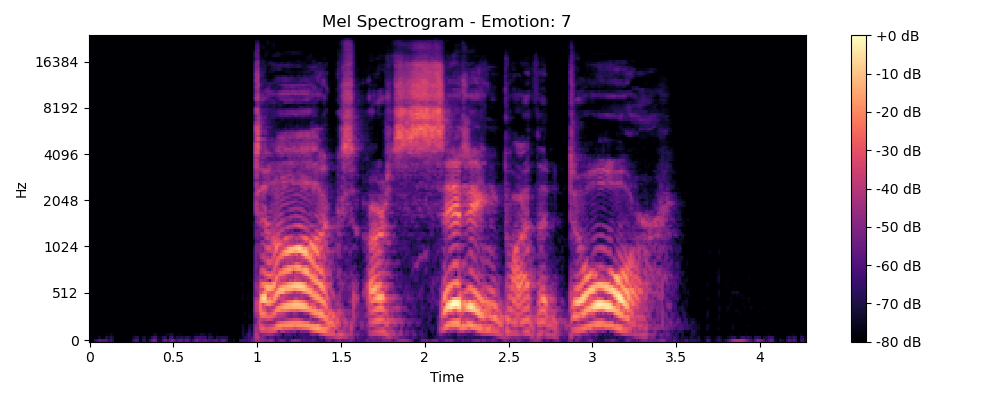 Mel Spectrogram - Emotion: 7
Hz
16384
8192
4096
2048
1024
512
0
0 0.5 1 1.5 2 2.5 3 3.5 4
Time
+0 dB
-10 dB
-20 dB
-30 dB
-40 dB
-50 dB
-60 dB
-70 dB
-80 dB